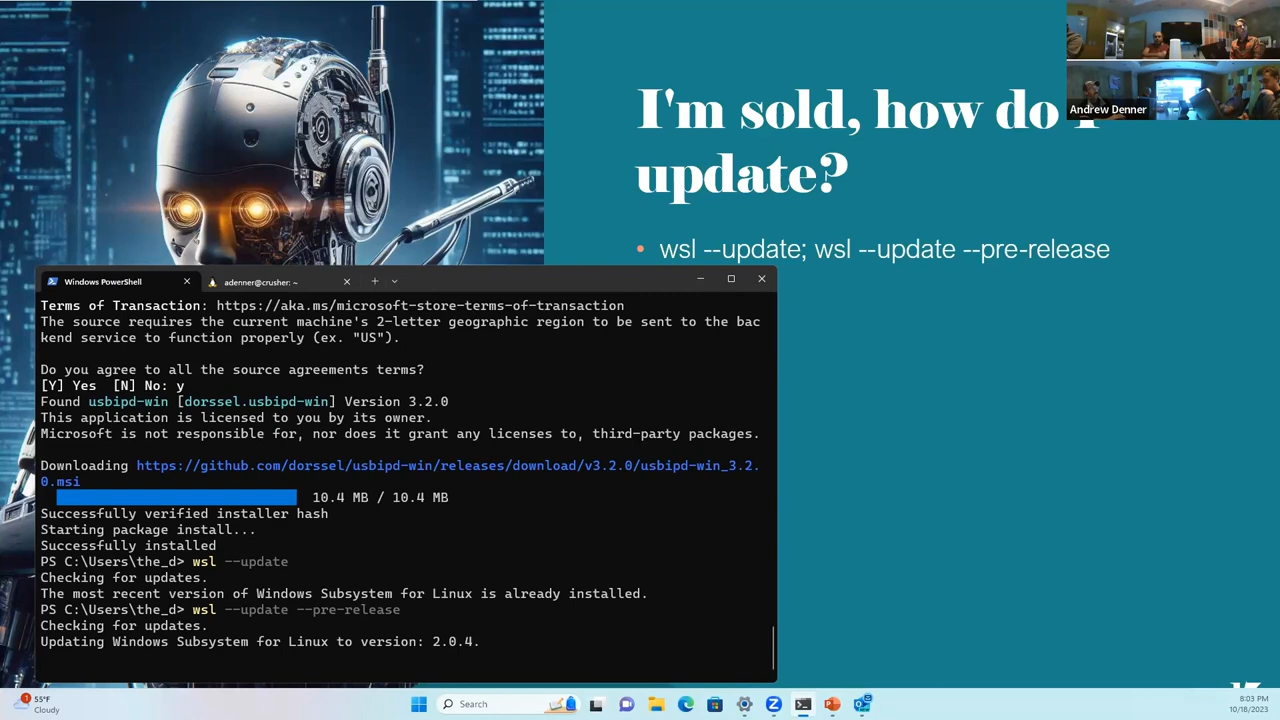 I'm sold, how do I
update?
Andrew Denner
• wsl --update; wsl --update --pre-release
Windows PowerShell
adenner@crusher: ~
Terms of Transaction: https://aka.ms/microsoft-store-terms-of-transaction
The source requires the current machine's 2-letter geographic region to be sent to the bac
kend service to function properly (ex. "US").
Do you agree to all the source agreements terms?
[Y] Yes [N] No: y
Found usbipd-win [dorssel.usbipd-win] Version 3.2.0
This application is licensed to you by its owner.
Microsoft is not responsible for, nor does it grant any licenses to, third-party packages.
Downloading https://github.com/dorssel/usbipd-win/releases/download/v3.2.0/usbipd-win_3.2.
0.msi
10.4 MB / 10.4 MB
Successfully verified installer hash
Starting package install...
Successfully installed
PS C:\Users\the_d> wsl --update
Checking for updates.
The most recent version of Windows Subsystem for Linux is already installed.
PS C:\Users\the_d> wsl --update --pre-release
Checking for updates.
Updating Windows Subsystem for Linux to version: 2.0.4.
1
55°F
Cloudy
Search
8:03 PM
10/18/2023